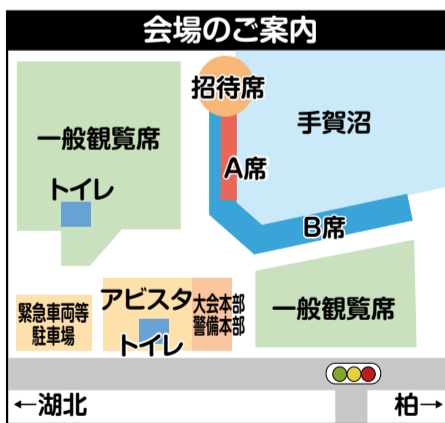 会場のご案内
招待席
手賀沼
一般観覧席
A席
トイレ
B席
アビスタ
大会本部
警備本部
緊急車両等
駐車場
トイレ
一般観覧席
←湖北
柏→